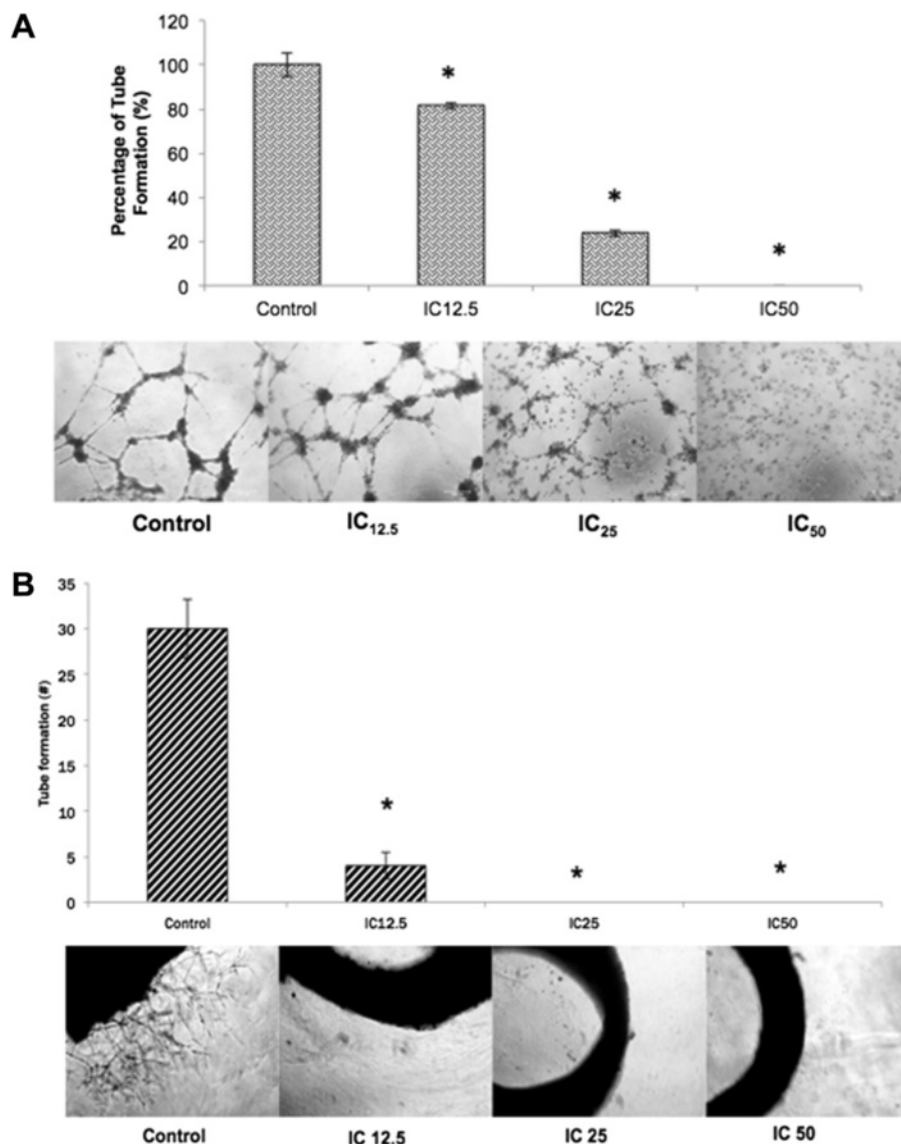 A
Percentage of Tube
Formation (%)
120
100
80
60
40
20
0
*
*
*
Control IC12.5 IC25 IC50
Control IC12.5 IC25 IC50
B
Tube formation (#)
35
30
25
20
15
10
5
0
*
*
*
Control IC12.5 IC25 IC50
Control IC 12.5 IC 25 IC 50